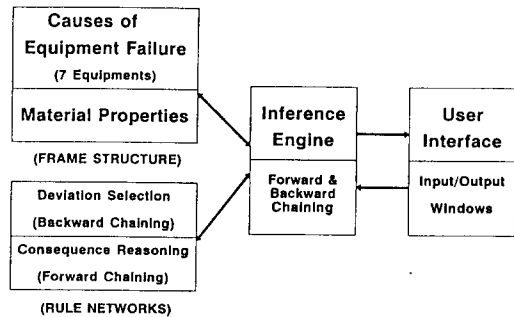 Causes of
Equipment Failure
(7 Equipments)
Material Properties
(FRAME STRUCTURE)
Deviation Selection
(Backward Chaining)
Consequence Reasoning
(Forward Chaining)
(RULE NETWORKS)
Inference
Engine
Forward &
Backward
Chaining
User
Interface
Input/Output
Windows